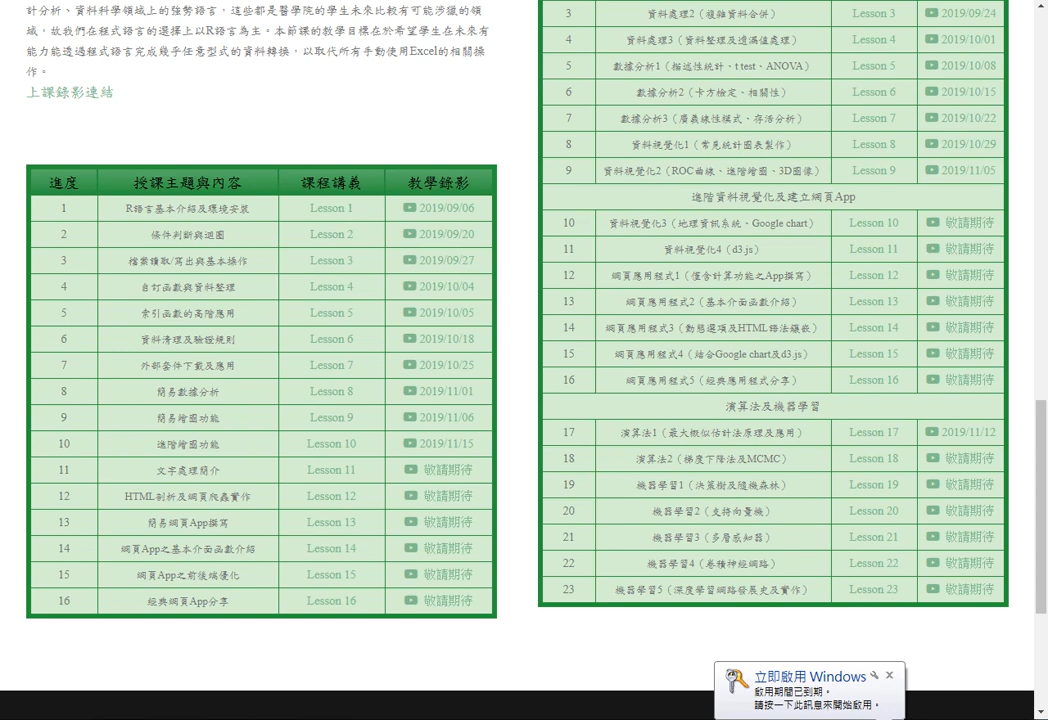 計分析、資料科學領域上的強勢語言，這些都是醫學院的學生未來比較有可能涉獵的領
域，故我們在程式語言的選擇上以R語言為主。本節課的教學目標在於希望學生在未來有
能力能透過程式語言完成幾乎任意型式的資料轉換，以取代所有手動使用Excel的相關操
作。
上課錄影連結
進度 授課主題與內容 課程講義 教學錄影
1 R語言基本介紹及環境安裝 Lesson 1 2019/09/06
2 條件判斷與迴圈 Lesson 2 2019/09/20
3 檔案讀取/寫出與基本操作 Lesson 3 2019/09/27
4 自訂函數與資料整理 Lesson 4 2019/10/04
5 索引函數的高階應用 Lesson 5 2019/10/05
6 資料清理及驗證規則 Lesson 6 2019/10/18
7 外部套件下載及應用 Lesson 7 2019/10/25
8 簡易數據分析 Lesson 8 2019/11/01
9 簡易繪圖功能 Lesson 9 2019/11/06
10 進階繪圖功能 Lesson 10 2019/11/15
11 文字處理簡介 Lesson 11 敬請期待
12 HTML剖析及網頁爬蟲實作 Lesson 12 敬請期待
13 簡易網頁App撰寫 Lesson 13 敬請期待
14 網頁App之基本介面函數介紹 Lesson 14 敬請期待
15 網頁App之前後端優化 Lesson 15 敬請期待
16 經典網頁App分享 Lesson 16 敬請期待
3 資料處理2（複雜資料合併） Lesson 3 2019/09/24
4 資料處理3（資料整理及遺漏值處理） Lesson 4 2019/10/01
5 數據分析1（描述性統計、t test、ANOVA） Lesson 5 2019/10/08
6 數據分析2（卡方檢定、相關性） Lesson 6 2019/10/15
7 數據分析3（廣義線性模式、存活分析） Lesson 7 2019/10/22
8 資料視覺化1（常見統計圖表製作） Lesson 8 2019/10/29
9 資料視覺化2（ROC曲線、進階繪圖、3D圖像） Lesson 9 2019/11/05
進階資料視覺化及建立網頁App
10 資料視覺化3（地理資訊系統、Google chart） Lesson 10 敬請期待
11 資料視覺化4（d3.js） Lesson 11 敬請期待
12 網頁應用程式1（僅含計算功能之App撰寫） Lesson 12 敬請期待
13 網頁應用程式2（基本介面函數介紹） Lesson 13 敬請期待
14 網頁應用程式3（動態選項及HTML語法鑲嵌） Lesson 14 敬請期待
15 網頁應用程式4（結合Google chart及d3.js） Lesson 15 敬請期待
16 網頁應用程式5（經典應用程式分享） Lesson 16 敬請期待
演算法及機器學習
17 演算法1（最大概似估計法原理及應用） Lesson 17 2019/11/12
18 演算法2（梯度下降法及MCMC） Lesson 18 敬請期待
19 機器學習1（決策樹及隨機森林） Lesson 19 敬請期待
20 機器學習2（支持向量機） Lesson 20 敬請期待
21 機器學習3（多層感知器） Lesson 21 敬請期待
22 機器學習4（卷積神經網路） Lesson 22 敬請期待
23 機器學習5（深度學習網路發展史及實作） Lesson 23 敬請期待
立即啟用 Windows
啟用期間已到期。
請按一下此訊息來開始啟用。